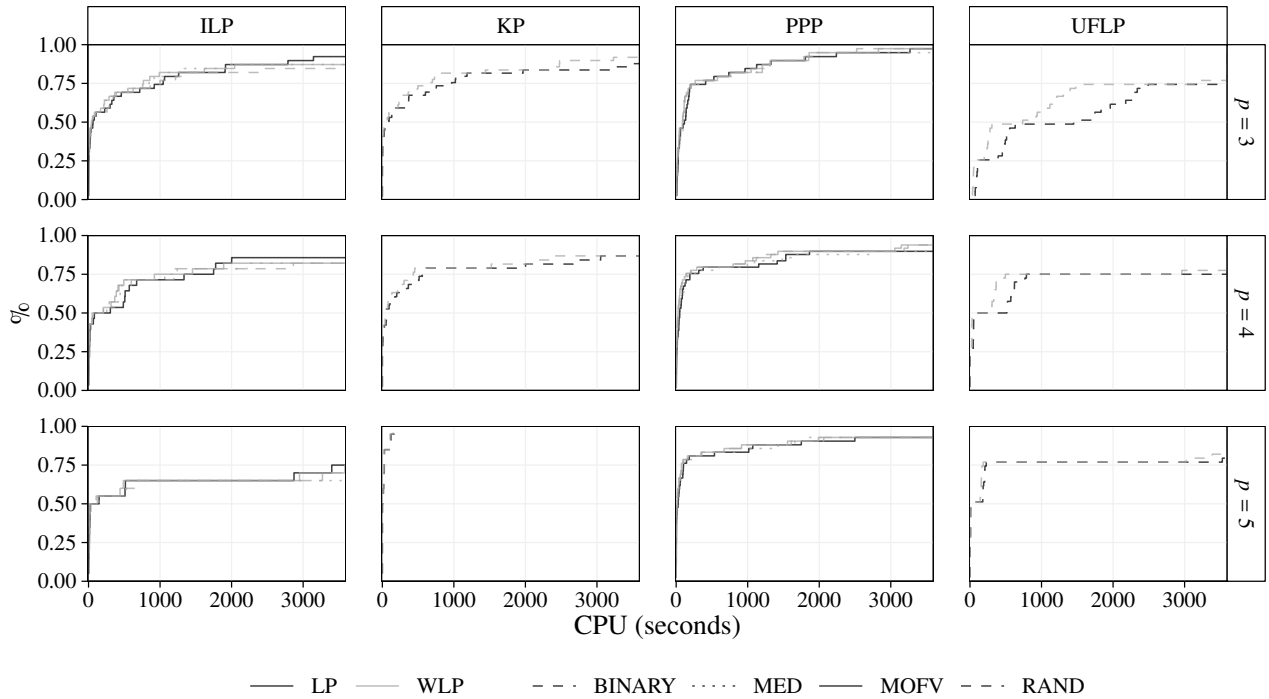 ILP KP PPP UFLP
1.00
0.75
0.50
0.25
0.00
p = 3
1.00
0.75
0.50
0.25
0.00
p = 4
%
1.00
0.75
0.50
0.25
0.00
p = 5
0 1000 2000 3000 0 1000 2000 3000 0 1000 2000 3000 0 1000 2000 3000
CPU (seconds)
LP WLP BINARY MED MOFV RAND